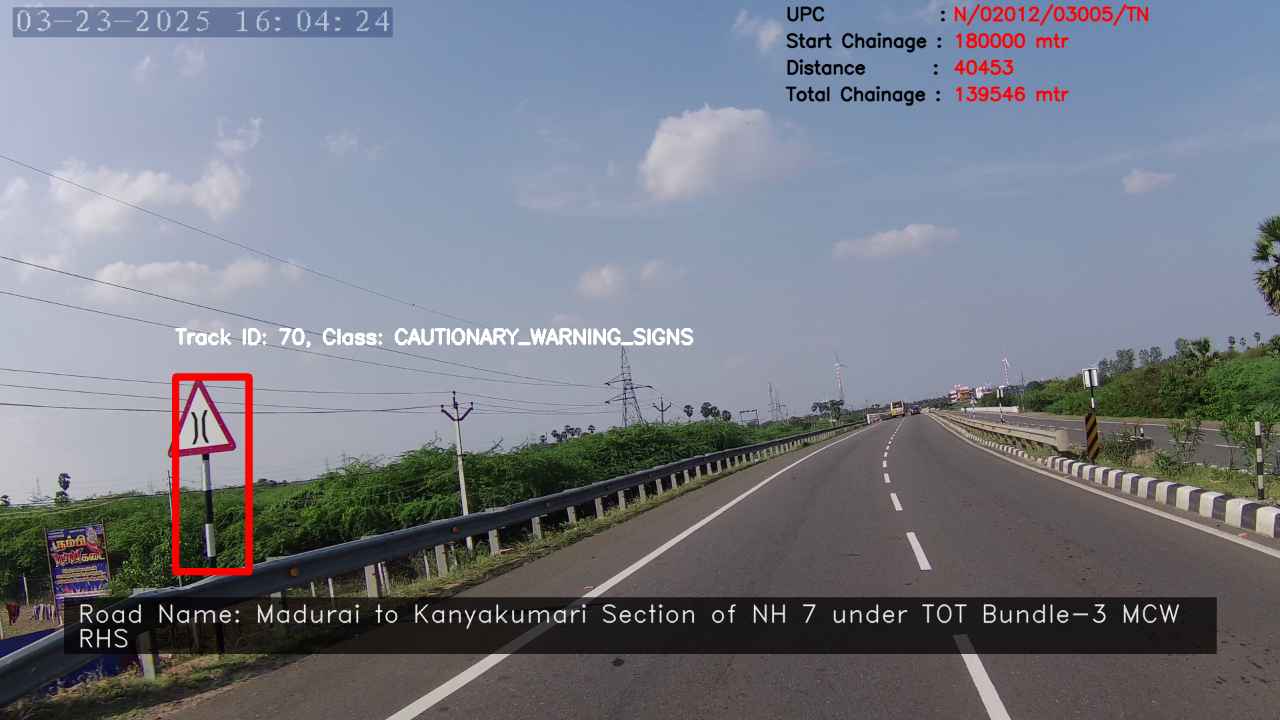 03-23-2025 16:04:24
UPC : N/02012/03005/TN
Start Chainage : 180000 mtr
Distance : 40453
Total Chainage : 139546 mtr
Track ID: 70, Class: CAUTIONARY_WARNING_SIGNS
நம்பி
Road Name: Madurai to Kanyakumari Section of NH 7 under TOT Bundle-3 MCW
RHS